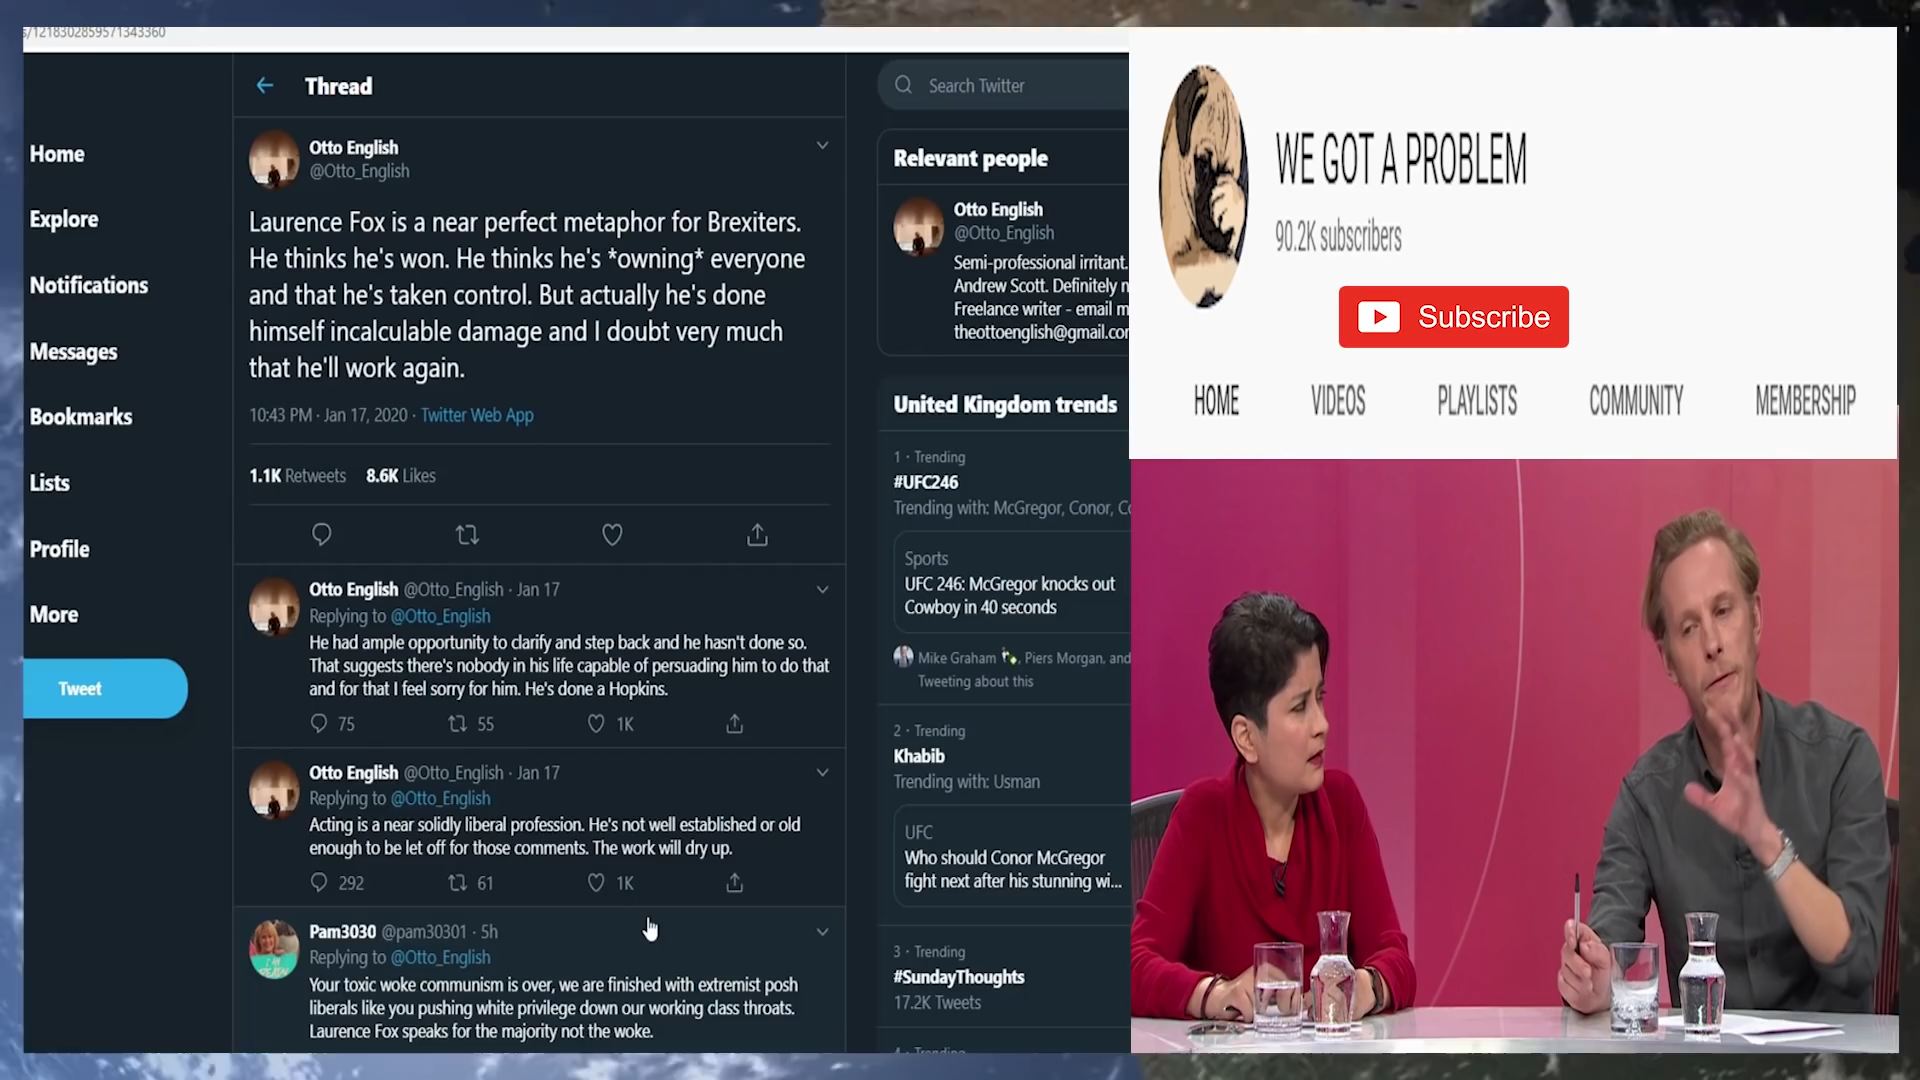 s/1218302859571343360
Home
Explore
Notifications
Messages
Bookmarks
Lists
Profile
More
Tweet
Thread
Otto English
@Otto_English
Laurence Fox is a near perfect metaphor for Brexiters.
He thinks he's won. He thinks he's *owning* everyone
and that he's taken control. But actually he's done
himself incalculable damage and I doubt very much
that he'll work again.
10:43 PM · Jan 17, 2020 · Twitter Web App
1.1K Retweets 8.6K Likes
Otto English @Otto_English · Jan 17
Replying to @Otto_English
He had ample opportunity to clarify and step back and he hasn't done so.
That suggests there's nobody in his life capable of persuading him to do that
and for that I feel sorry for him. He's done a Hopkins.
75 55 1K
Otto English @Otto_English · Jan 17
Replying to @Otto_English
Acting is a near solidly liberal profession. He's not well established or old
enough to be let off for those comments. The work will dry up.
292 61 1K
Pam3030 @pam30301 · 5h
Replying to @Otto_English
Your toxic woke communism is over, we are finished with extremist posh
liberals like you pushing white privilege down our working class throats.
Laurence Fox speaks for the majority not the woke.
Search Twitter
Relevant people
Otto English
@Otto_English
Semi-professional irritant.
Andrew Scott. Definitely n
Freelance writer - email m
theottoenglish@gmail.cor
United Kingdom trends
1 · Trending
#UFC246
Trending with: McGregor, Conor, Co
Sports
UFC 246: McGregor knocks out
Cowboy in 40 seconds
Mike Graham, Piers Morgan, and
Tweeting about this
2 · Trending
Khabib
Trending with: Usman
UFC
Who should Conor McGregor
fight next after his stunning wi...
3 · Trending
#SundayThoughts
17.2K Tweets
4 · Trending
WE GOT A PROBLEM
90.2K subscribers
Subscribe
HOME VIDEOS PLAYLISTS COMMUNITY MEMBERSHIP